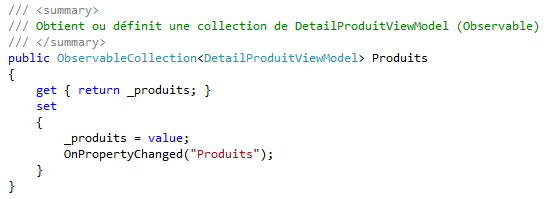 /// <summary>
/// Obtient ou définit une collection de DetailProduitViewModel (Observable)
/// </summary>
public ObservableCollection<DetailProduitViewModel> Produits
{
    get { return _produits; }
    set
    {
        _produits = value;
        OnPropertyChanged("Produits");
    }
}